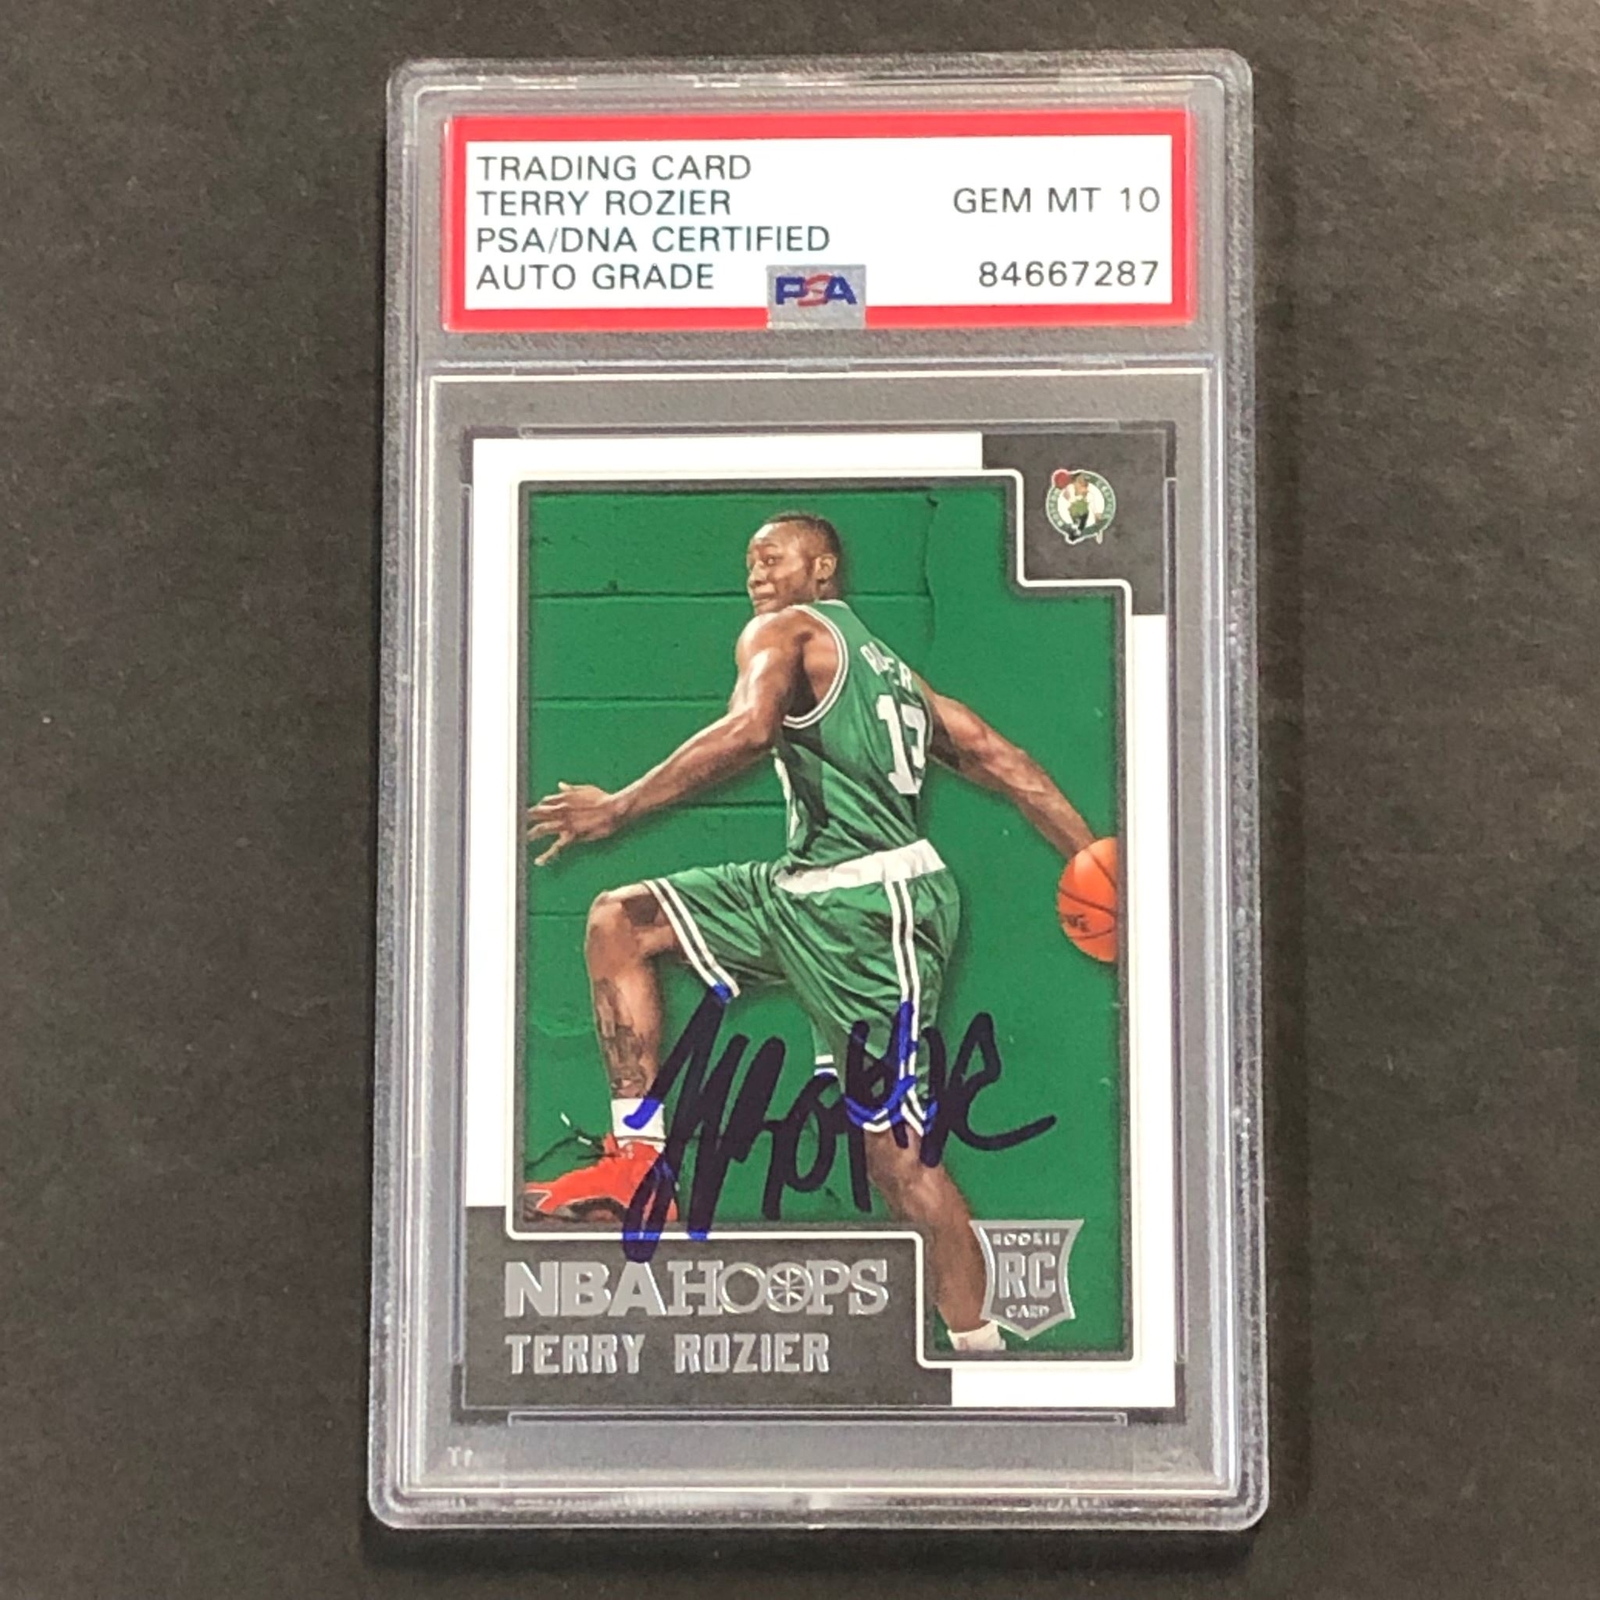 TRADING CARD
TERRY ROZIER
PSA/DNA CERTIFIED
AUTO GRADE
GEM MT 10
84667287
PSA
12
ROOKIE
RC
CARD
NBA HOOPS
TERRY ROZIER